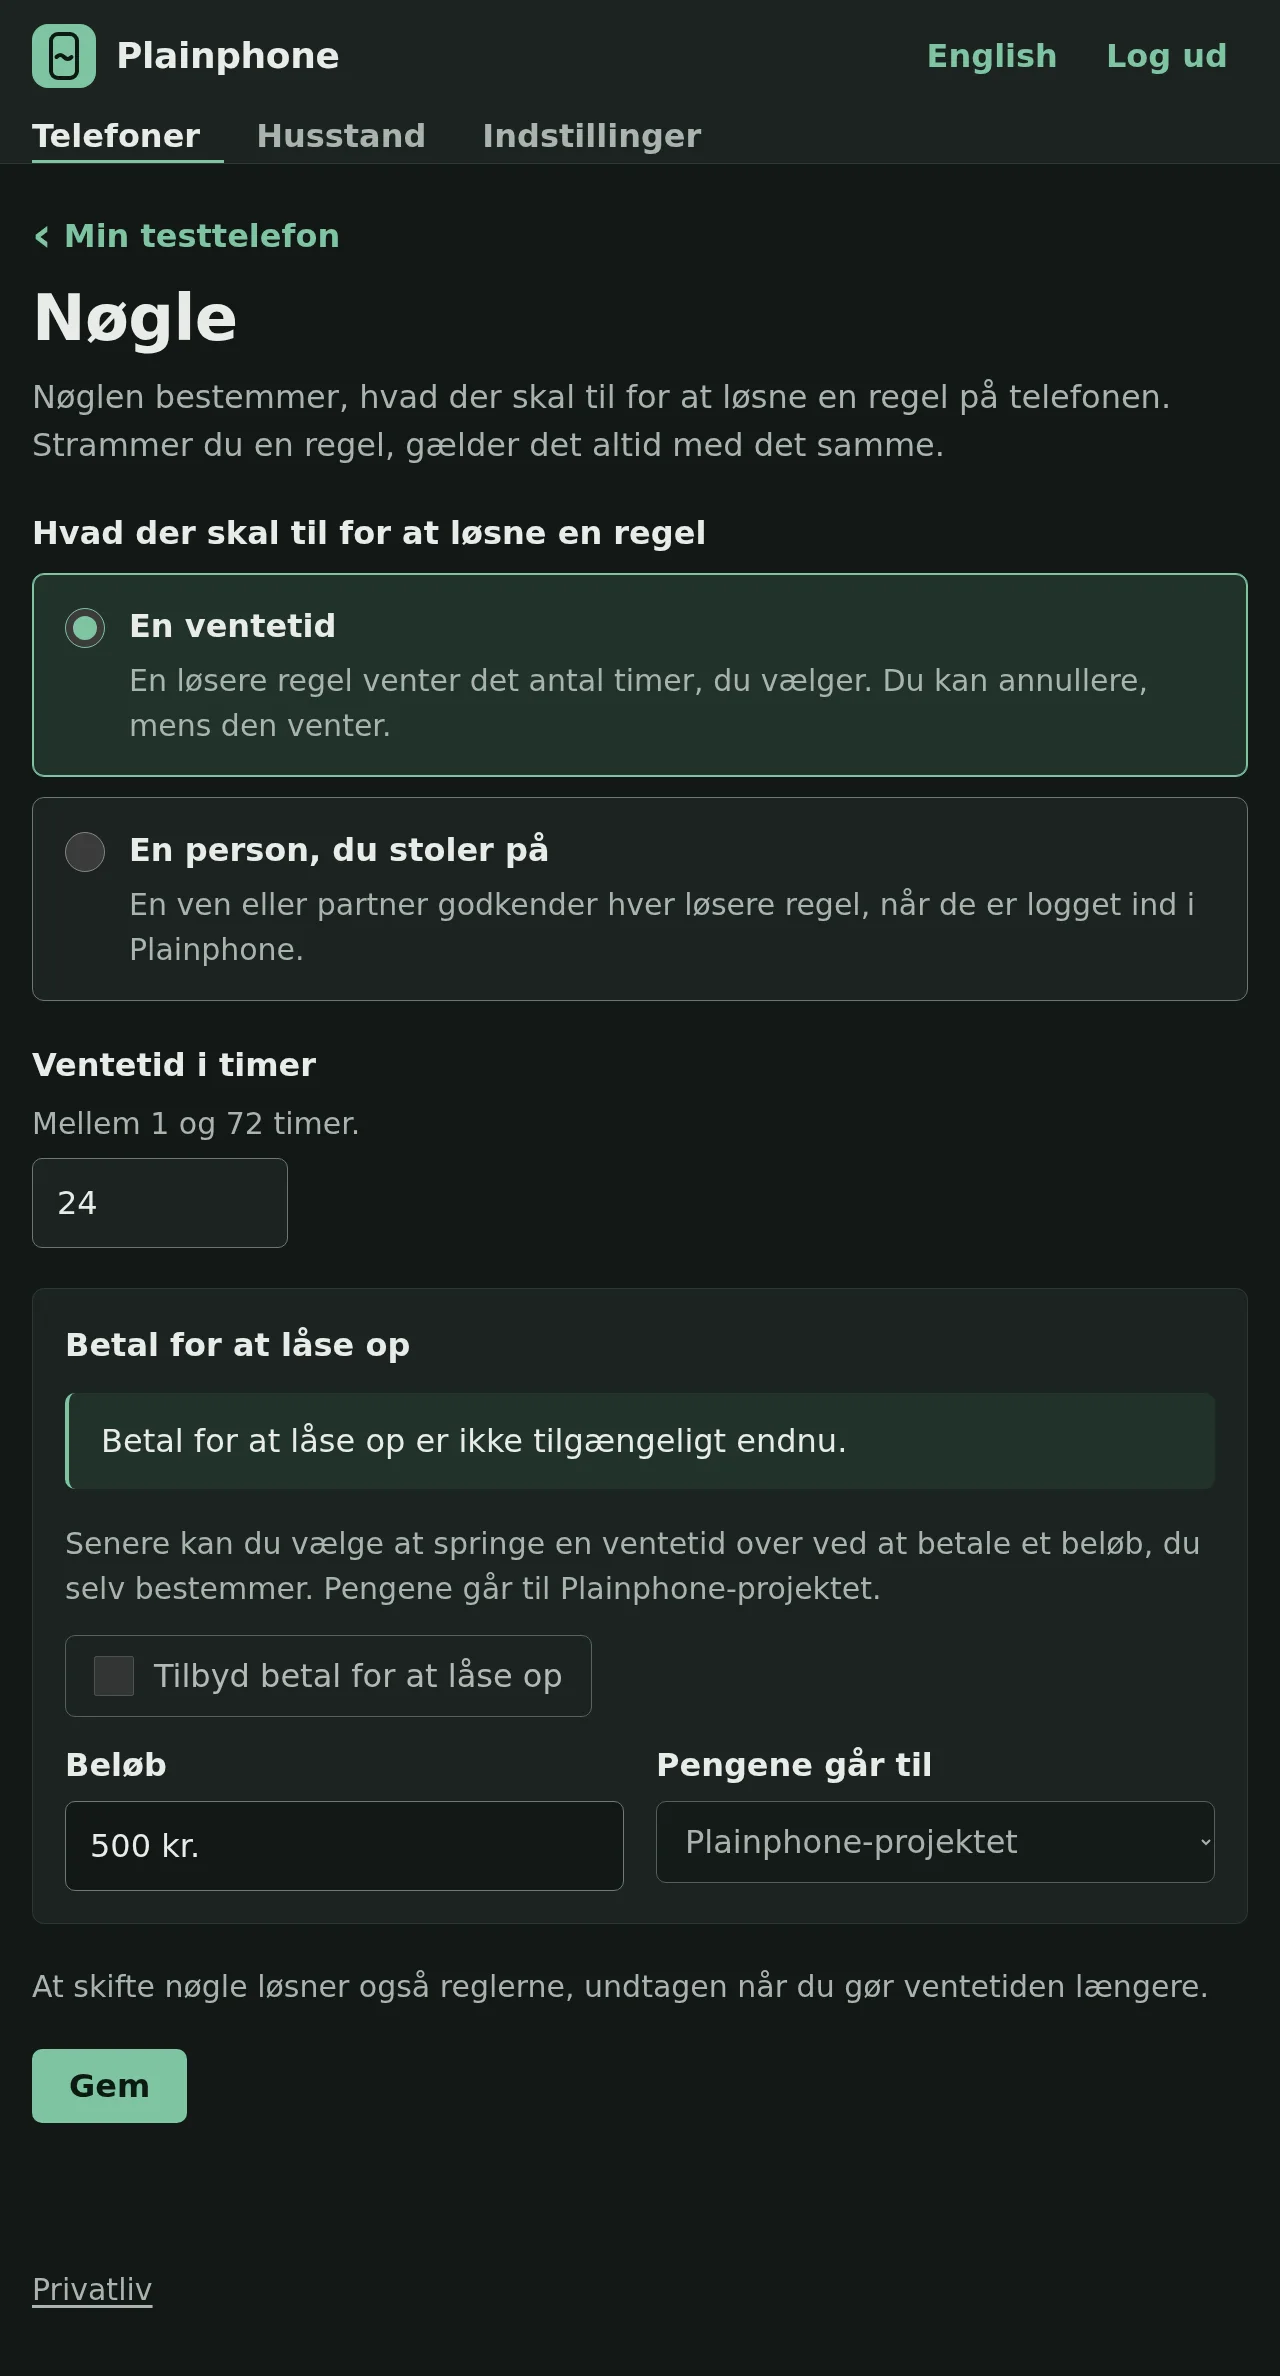 Plainphone
English
Log ud
Telefoner
Husstand
Indstillinger
‹ Min testtelefon
Nøgle
Nøglen bestemmer, hvad der skal til for at løsne en regel på telefonen.
Strammer du en regel, gælder det altid med det samme.
Hvad der skal til for at løsne en regel
En ventetid
En løsere regel venter det antal timer, du vælger. Du kan annullere,
mens den venter.
En person, du stoler på
En ven eller partner godkender hver løsere regel, når de er logget ind i
Plainphone.
Ventetid i timer
Mellem 1 og 72 timer.
24
Betal for at låse op
Betal for at låse op er ikke tilgængeligt endnu.
Senere kan du vælge at springe en ventetid over ved at betale et beløb, du
selv bestemmer. Pengene går til Plainphone-projektet.
Tilbyd betal for at låse op
Beløb
500 kr.
Pengene går til
Plainphone-projektet
At skifte nøgle løsner også reglerne, undtagen når du gør ventetiden længere.
Gem
Privatliv